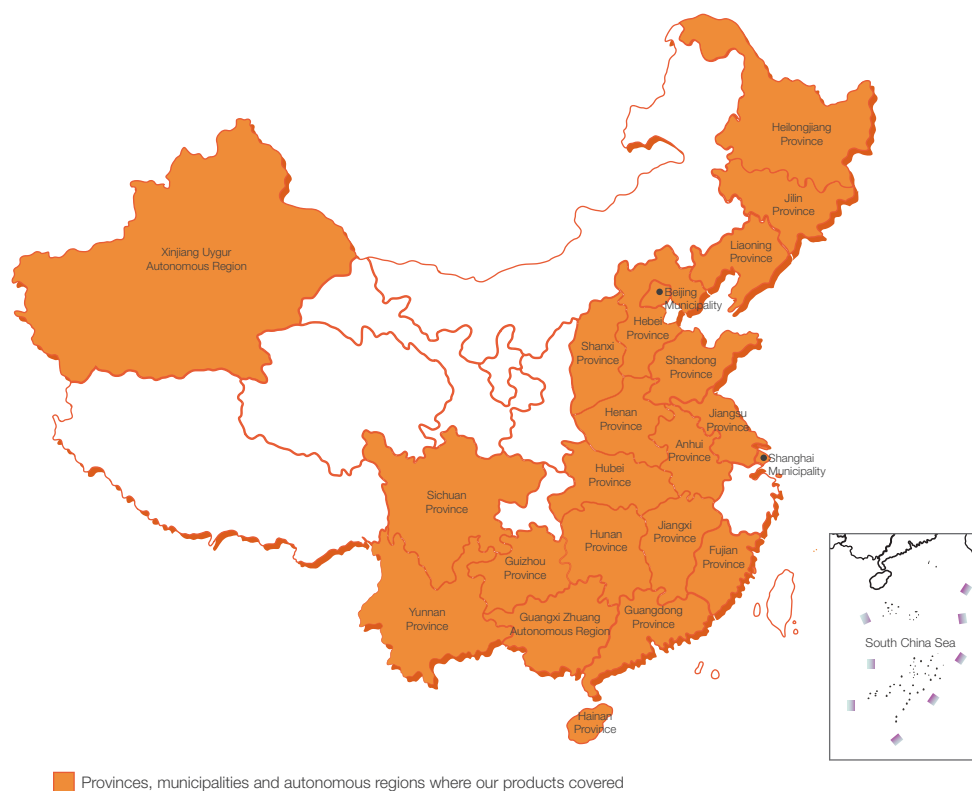 Heilongjiang
Province
Jilin
Province
Liaoning
Province
Xinjiang Uygur
Autonomous Region
Beijing
Municipality
Hebei
Province
Shanxi
Province
Shandong
Province
Henan
Province
Jiangsu
Province
Anhui
Province
Shanghai
Municipality
Hubei
Province
Sichuan
Province
Hunan
Province
Jiangxi
Province
Fujian
Province
Guizhou
Province
Yunnan
Province
Guangxi Zhuang
Autonomous Region
Guangdong
Province
South China Sea
Hainan
Province
Provinces, municipalities and autonomous regions where our products covered